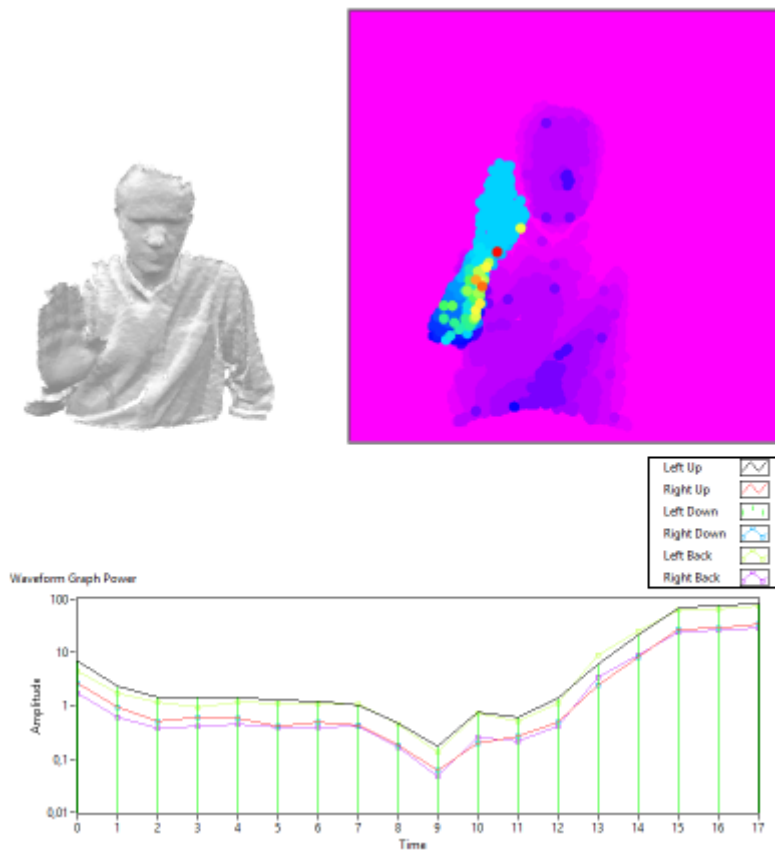 Left Up
Right Up
Left Down
Right Down
Left Back
Right Back
Waveform Graph Power
100
10
1
0,1
0,01
Amplitude
0 1 2 3 4 5 6 7 8 9 10 11 12 13 14 15 16 17
Time